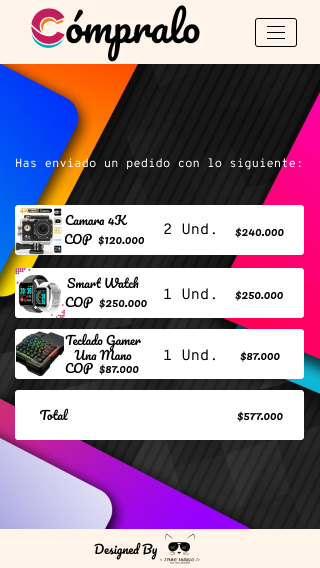 Cómpralo
Has enviado un pedido con lo siguiente:
Camara 4K
COP $120.000
2 Und.
$240.000
Smart Watch
COP $250.000
1 Und.
$250.000
Teclado Gamer
Una Mano
COP $87.000
1 Und.
$87.000
Total
$577.000
Designed By